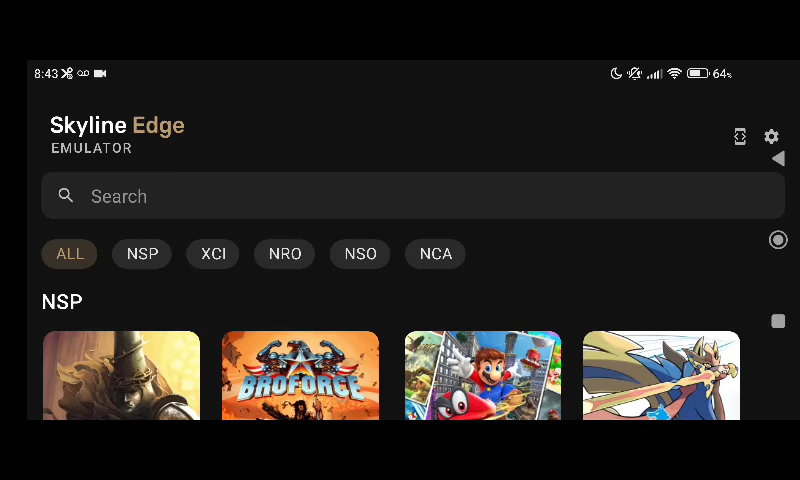 8:43 64%
Skyline Edge
EMULATOR
Search
ALL NSP XCI NRO NSO NCA
NSP
BROFORCE